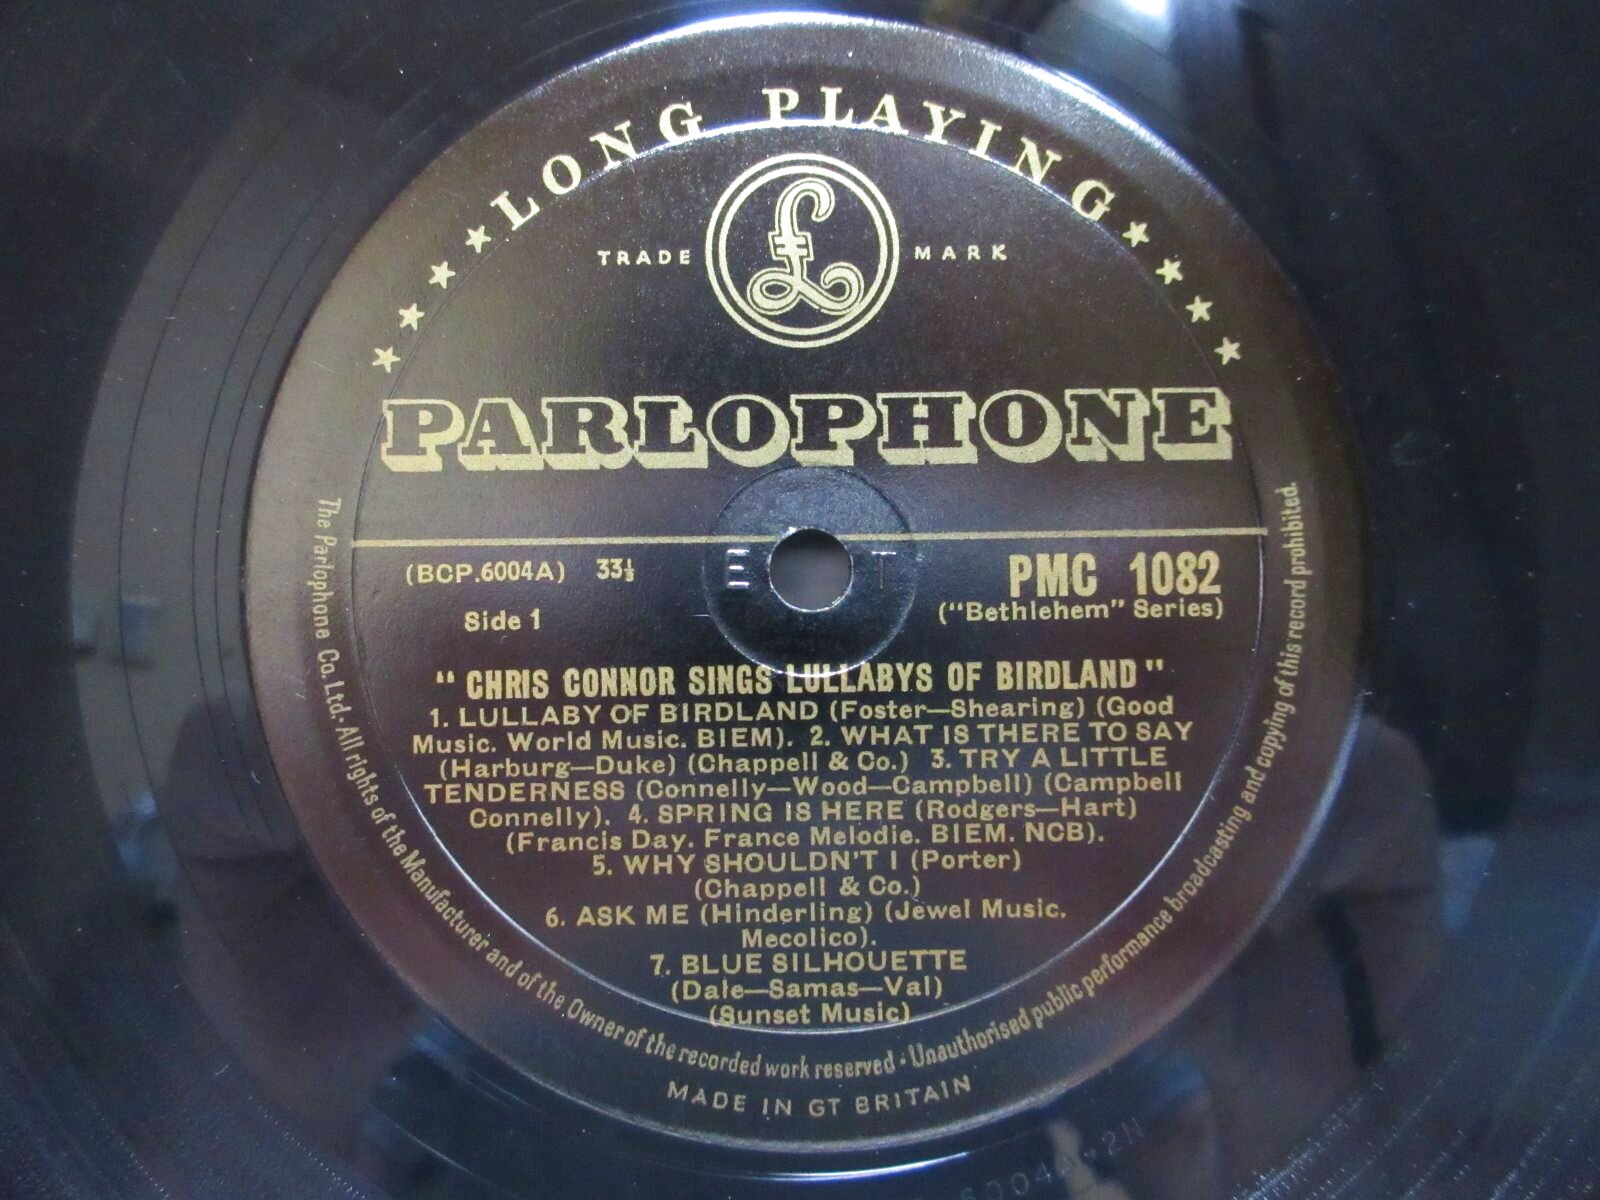 ★ ★ ★ ★ LONG PLAYING ★ ★ ★ ★
TRADE £ MARK
PARLOPHONE
(BCP.6004A) 33⅓ E T PMC 1082
Side 1 ("Bethlehem" Series)
"CHRIS CONNOR SINGS LULLABYS OF BIRDLAND"
1. LULLABY OF BIRDLAND (Foster—Shearing) (Good
Music. World Music. BIEM). 2. WHAT IS THERE TO SAY
(Harburg—Duke) (Chappell & Co.) 3. TRY A LITTLE
TENDERNESS (Connelly—Wood—Campbell) (Campbell
Connelly). 4. SPRING IS HERE (Rodgers—Hart)
(Francis Day. France Melodie. BIEM. NCB).
5. WHY SHOULDN'T I (Porter)
(Chappell & Co.)
6. ASK ME (Hinderling) (Jewel Music.
Mecolico).
7. BLUE SILHOUETTE
(Dale—Samas—Val)
(Sunset Music)
The Parlophone Co. Ltd. All rights of the Manufacturer and of the Owner of the recorded work reserved · Unauthorised public performance broadcasting and copying of this record prohibited.
MADE IN GT BRITAIN